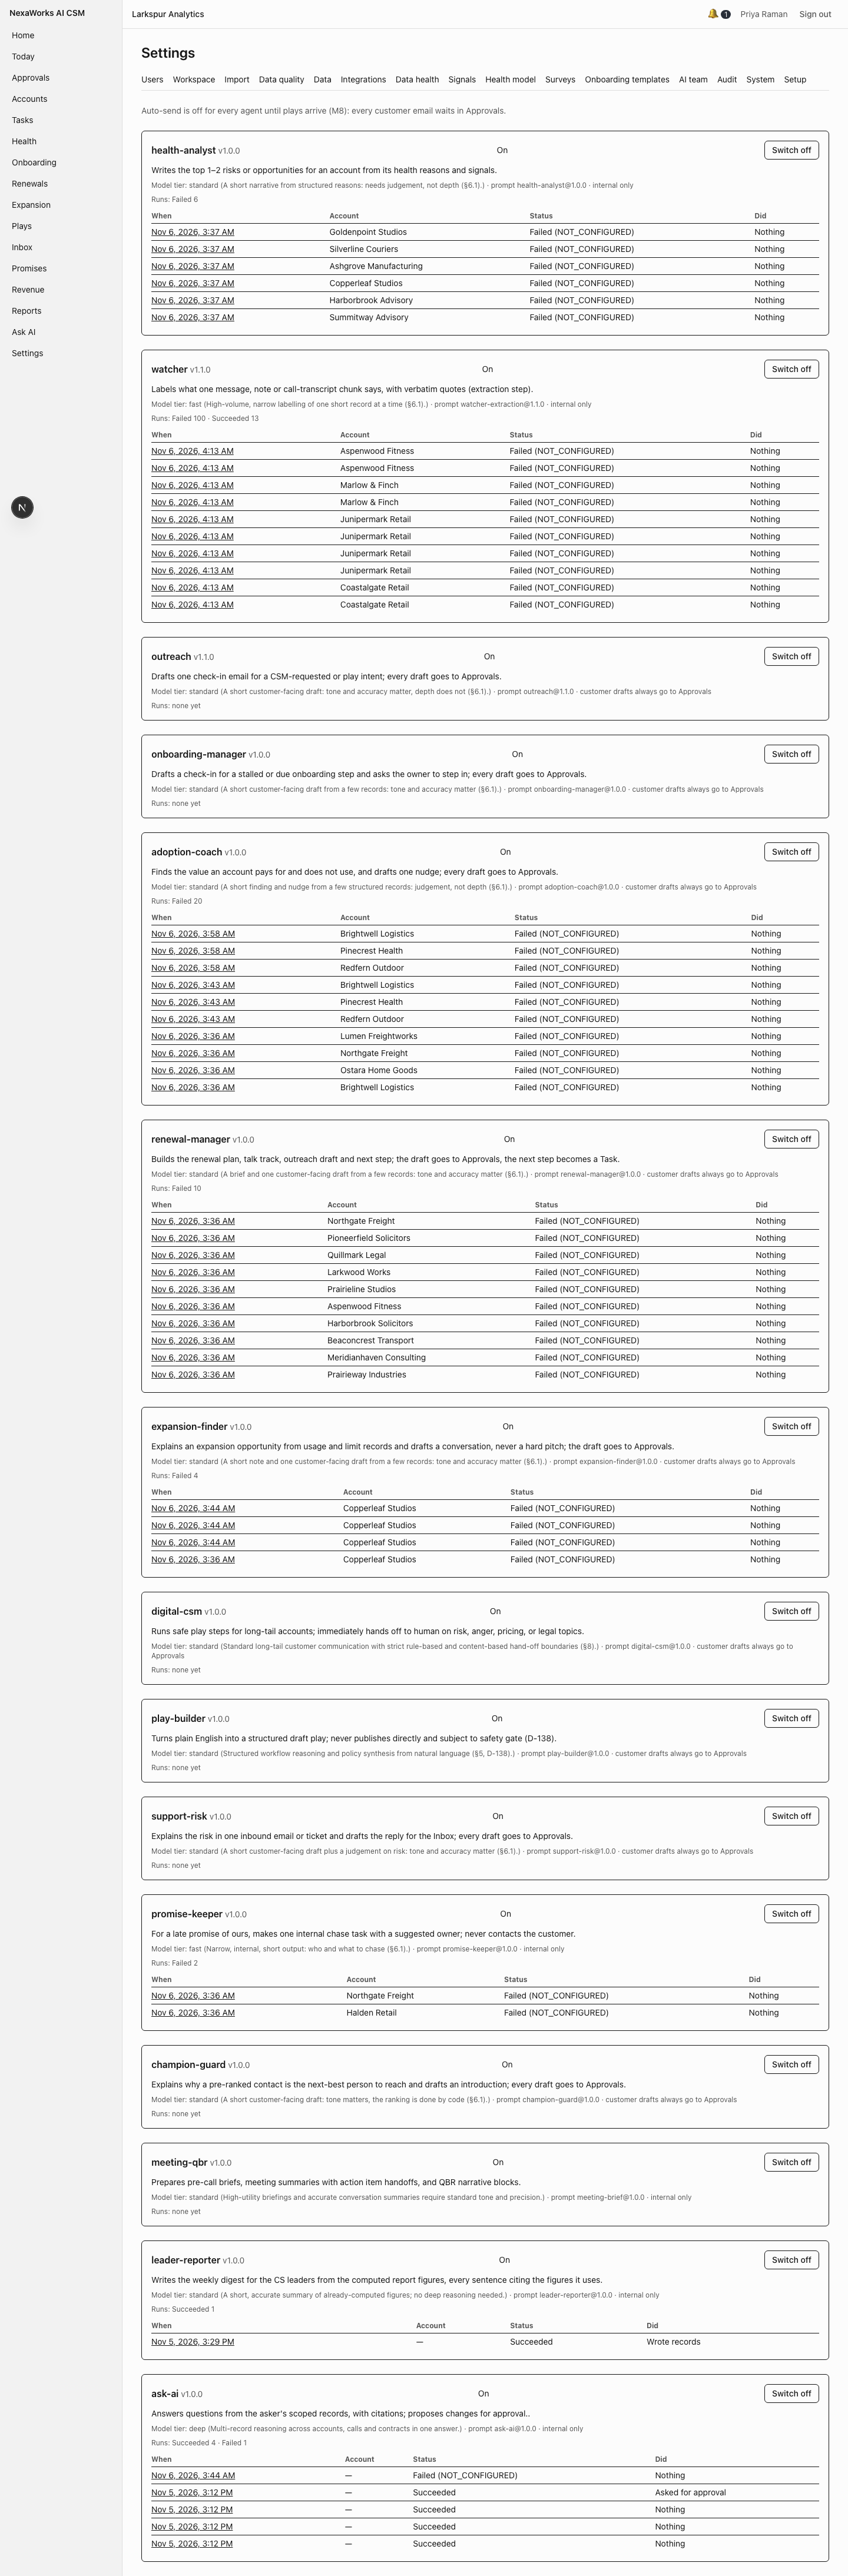 NexaWorks AI CSM
Home
Today
Approvals
Accounts
Tasks
Health
Onboarding
Renewals
Expansion
Plays
Inbox
Promises
Revenue
Reports
Ask AI
Settings
N
Larkspur Analytics
1 Priya Raman Sign out
Settings
Users Workspace Import Data quality Data Integrations Data health Signals Health model Surveys Onboarding templates AI team Audit System Setup
Auto-send is off for every agent until plays arrive (M8): every customer email waits in Approvals.
health-analyst v1.0.0 On Switch off
Writes the top 1–2 risks or opportunities for an account from its health reasons and signals.
Model tier: standard (A short narrative from structured reasons: needs judgement, not depth (§6.1).) · prompt health-analyst@1.0.0 · internal only
Runs: Failed 6
When Account Status Did
Nov 6, 2026, 3:37 AM Goldenpoint Studios Failed (NOT_CONFIGURED) Nothing
Nov 6, 2026, 3:37 AM Silverline Couriers Failed (NOT_CONFIGURED) Nothing
Nov 6, 2026, 3:37 AM Ashgrove Manufacturing Failed (NOT_CONFIGURED) Nothing
Nov 6, 2026, 3:37 AM Copperleaf Studios Failed (NOT_CONFIGURED) Nothing
Nov 6, 2026, 3:37 AM Harborbrook Advisory Failed (NOT_CONFIGURED) Nothing
Nov 6, 2026, 3:37 AM Summitway Advisory Failed (NOT_CONFIGURED) Nothing
watcher v1.1.0 On Switch off
Labels what one message, note or call-transcript chunk says, with verbatim quotes (extraction step).
Model tier: fast (High-volume, narrow labelling of one short record at a time (§6.1).) · prompt watcher-extraction@1.1.0 · internal only
Runs: Failed 100 · Succeeded 13
When Account Status Did
Nov 6, 2026, 4:13 AM Aspenwood Fitness Failed (NOT_CONFIGURED) Nothing
Nov 6, 2026, 4:13 AM Aspenwood Fitness Failed (NOT_CONFIGURED) Nothing
Nov 6, 2026, 4:13 AM Marlow & Finch Failed (NOT_CONFIGURED) Nothing
Nov 6, 2026, 4:13 AM Marlow & Finch Failed (NOT_CONFIGURED) Nothing
Nov 6, 2026, 4:13 AM Junipermark Retail Failed (NOT_CONFIGURED) Nothing
Nov 6, 2026, 4:13 AM Junipermark Retail Failed (NOT_CONFIGURED) Nothing
Nov 6, 2026, 4:13 AM Junipermark Retail Failed (NOT_CONFIGURED) Nothing
Nov 6, 2026, 4:13 AM Junipermark Retail Failed (NOT_CONFIGURED) Nothing
Nov 6, 2026, 4:13 AM Coastalgate Retail Failed (NOT_CONFIGURED) Nothing
Nov 6, 2026, 4:13 AM Coastalgate Retail Failed (NOT_CONFIGURED) Nothing
outreach v1.1.0 On Switch off
Drafts one check-in email for a CSM-requested or play intent; every draft goes to Approvals.
Model tier: standard (A short customer-facing draft: tone and accuracy matter, depth does not (§6.1).) · prompt outreach@1.1.0 · customer drafts always go to Approvals
Runs: none yet
onboarding-manager v1.0.0 On Switch off
Drafts a check-in for a stalled or due onboarding step and asks the owner to step in; every draft goes to Approvals.
Model tier: standard (A short customer-facing draft from a few records: tone and accuracy matter (§6.1).) · prompt onboarding-manager@1.0.0 · customer drafts always go to Approvals
Runs: none yet
adoption-coach v1.0.0 On Switch off
Finds the value an account pays for and does not use, and drafts one nudge; every draft goes to Approvals.
Model tier: standard (A short finding and nudge from a few structured records: judgement, not depth (§6.1).) · prompt adoption-coach@1.0.0 · customer drafts always go to Approvals
Runs: Failed 20
When Account Status Did
Nov 6, 2026, 3:58 AM Brightwell Logistics Failed (NOT_CONFIGURED) Nothing
Nov 6, 2026, 3:58 AM Pinecrest Health Failed (NOT_CONFIGURED) Nothing
Nov 6, 2026, 3:58 AM Redfern Outdoor Failed (NOT_CONFIGURED) Nothing
Nov 6, 2026, 3:43 AM Brightwell Logistics Failed (NOT_CONFIGURED) Nothing
Nov 6, 2026, 3:43 AM Pinecrest Health Failed (NOT_CONFIGURED) Nothing
Nov 6, 2026, 3:43 AM Redfern Outdoor Failed (NOT_CONFIGURED) Nothing
Nov 6, 2026, 3:36 AM Lumen Freightworks Failed (NOT_CONFIGURED) Nothing
Nov 6, 2026, 3:36 AM Northgate Freight Failed (NOT_CONFIGURED) Nothing
Nov 6, 2026, 3:36 AM Ostara Home Goods Failed (NOT_CONFIGURED) Nothing
Nov 6, 2026, 3:36 AM Brightwell Logistics Failed (NOT_CONFIGURED) Nothing
renewal-manager v1.0.0 On Switch off
Builds the renewal plan, talk track, outreach draft and next step; the draft goes to Approvals, the next step becomes a Task.
Model tier: standard (A brief and one customer-facing draft from a few records: tone and accuracy matter (§6.1).) · prompt renewal-manager@1.0.0 · customer drafts always go to Approvals
Runs: Failed 10
When Account Status Did
Nov 6, 2026, 3:36 AM Northgate Freight Failed (NOT_CONFIGURED) Nothing
Nov 6, 2026, 3:36 AM Pioneerfield Solicitors Failed (NOT_CONFIGURED) Nothing
Nov 6, 2026, 3:36 AM Quillmark Legal Failed (NOT_CONFIGURED) Nothing
Nov 6, 2026, 3:36 AM Larkwood Works Failed (NOT_CONFIGURED) Nothing
Nov 6, 2026, 3:36 AM Prairieline Studios Failed (NOT_CONFIGURED) Nothing
Nov 6, 2026, 3:36 AM Aspenwood Fitness Failed (NOT_CONFIGURED) Nothing
Nov 6, 2026, 3:36 AM Harborbrook Solicitors Failed (NOT_CONFIGURED) Nothing
Nov 6, 2026, 3:36 AM Beaconcrest Transport Failed (NOT_CONFIGURED) Nothing
Nov 6, 2026, 3:36 AM Meridianhaven Consulting Failed (NOT_CONFIGURED) Nothing
Nov 6, 2026, 3:36 AM Prairieway Industries Failed (NOT_CONFIGURED) Nothing
expansion-finder v1.0.0 On Switch off
Explains an expansion opportunity from usage and limit records and drafts a conversation, never a hard pitch; the draft goes to Approvals.
Model tier: standard (A short note and one customer-facing draft from a few records: tone and accuracy matter (§6.1).) · prompt expansion-finder@1.0.0 · customer drafts always go to Approvals
Runs: Failed 4
When Account Status Did
Nov 6, 2026, 3:44 AM Copperleaf Studios Failed (NOT_CONFIGURED) Nothing
Nov 6, 2026, 3:44 AM Copperleaf Studios Failed (NOT_CONFIGURED) Nothing
Nov 6, 2026, 3:44 AM Copperleaf Studios Failed (NOT_CONFIGURED) Nothing
Nov 6, 2026, 3:36 AM Copperleaf Studios Failed (NOT_CONFIGURED) Nothing
digital-csm v1.0.0 On Switch off
Runs safe play steps for long-tail accounts; immediately hands off to human on risk, anger, pricing, or legal topics.
Model tier: standard (Standard long-tail customer communication with strict rule-based and content-based hand-off boundaries (§8).) · prompt digital-csm@1.0.0 · customer drafts always go to
Approvals
Runs: none yet
play-builder v1.0.0 On Switch off
Turns plain English into a structured draft play; never publishes directly and subject to safety gate (D-138).
Model tier: standard (Structured workflow reasoning and policy synthesis from natural language (§5, D-138).) · prompt play-builder@1.0.0 · customer drafts always go to Approvals
Runs: none yet
support-risk v1.0.0 On Switch off
Explains the risk in one inbound email or ticket and drafts the reply for the Inbox; every draft goes to Approvals.
Model tier: standard (A short customer-facing draft plus a judgement on risk: tone and accuracy matter (§6.1).) · prompt support-risk@1.0.0 · customer drafts always go to Approvals
Runs: none yet
promise-keeper v1.0.0 On Switch off
For a late promise of ours, makes one internal chase task with a suggested owner; never contacts the customer.
Model tier: fast (Narrow, internal, short output: who and what to chase (§6.1).) · prompt promise-keeper@1.0.0 · internal only
Runs: Failed 2
When Account Status Did
Nov 6, 2026, 3:36 AM Northgate Freight Failed (NOT_CONFIGURED) Nothing
Nov 6, 2026, 3:36 AM Halden Retail Failed (NOT_CONFIGURED) Nothing
champion-guard v1.0.0 On Switch off
Explains why a pre-ranked contact is the next-best person to reach and drafts an introduction; every draft goes to Approvals.
Model tier: standard (A short customer-facing draft: tone matters, the ranking is done by code (§6.1).) · prompt champion-guard@1.0.0 · customer drafts always go to Approvals
Runs: none yet
meeting-qbr v1.0.0 On Switch off
Prepares pre-call briefs, meeting summaries with action item handoffs, and QBR narrative blocks.
Model tier: standard (High-utility briefings and accurate conversation summaries require standard tone and precision.) · prompt meeting-brief@1.0.0 · internal only
Runs: none yet
leader-reporter v1.0.0 On Switch off
Writes the weekly digest for the CS leaders from the computed report figures, every sentence citing the figures it uses.
Model tier: standard (A short, accurate summary of already-computed figures; no deep reasoning needed.) · prompt leader-reporter@1.0.0 · internal only
Runs: Succeeded 1
When Account Status Did
Nov 5, 2026, 3:29 PM — Succeeded Wrote records
ask-ai v1.0.0 On Switch off
Answers questions from the asker's scoped records, with citations; proposes changes for approval..
Model tier: deep (Multi-record reasoning across accounts, calls and contracts in one answer.) · prompt ask-ai@1.0.0 · internal only
Runs: Succeeded 4 · Failed 1
When Account Status Did
Nov 6, 2026, 3:44 AM — Failed (NOT_CONFIGURED) Nothing
Nov 5, 2026, 3:12 PM — Succeeded Asked for approval
Nov 5, 2026, 3:12 PM — Succeeded Nothing
Nov 5, 2026, 3:12 PM — Succeeded Nothing
Nov 5, 2026, 3:12 PM — Succeeded Nothing